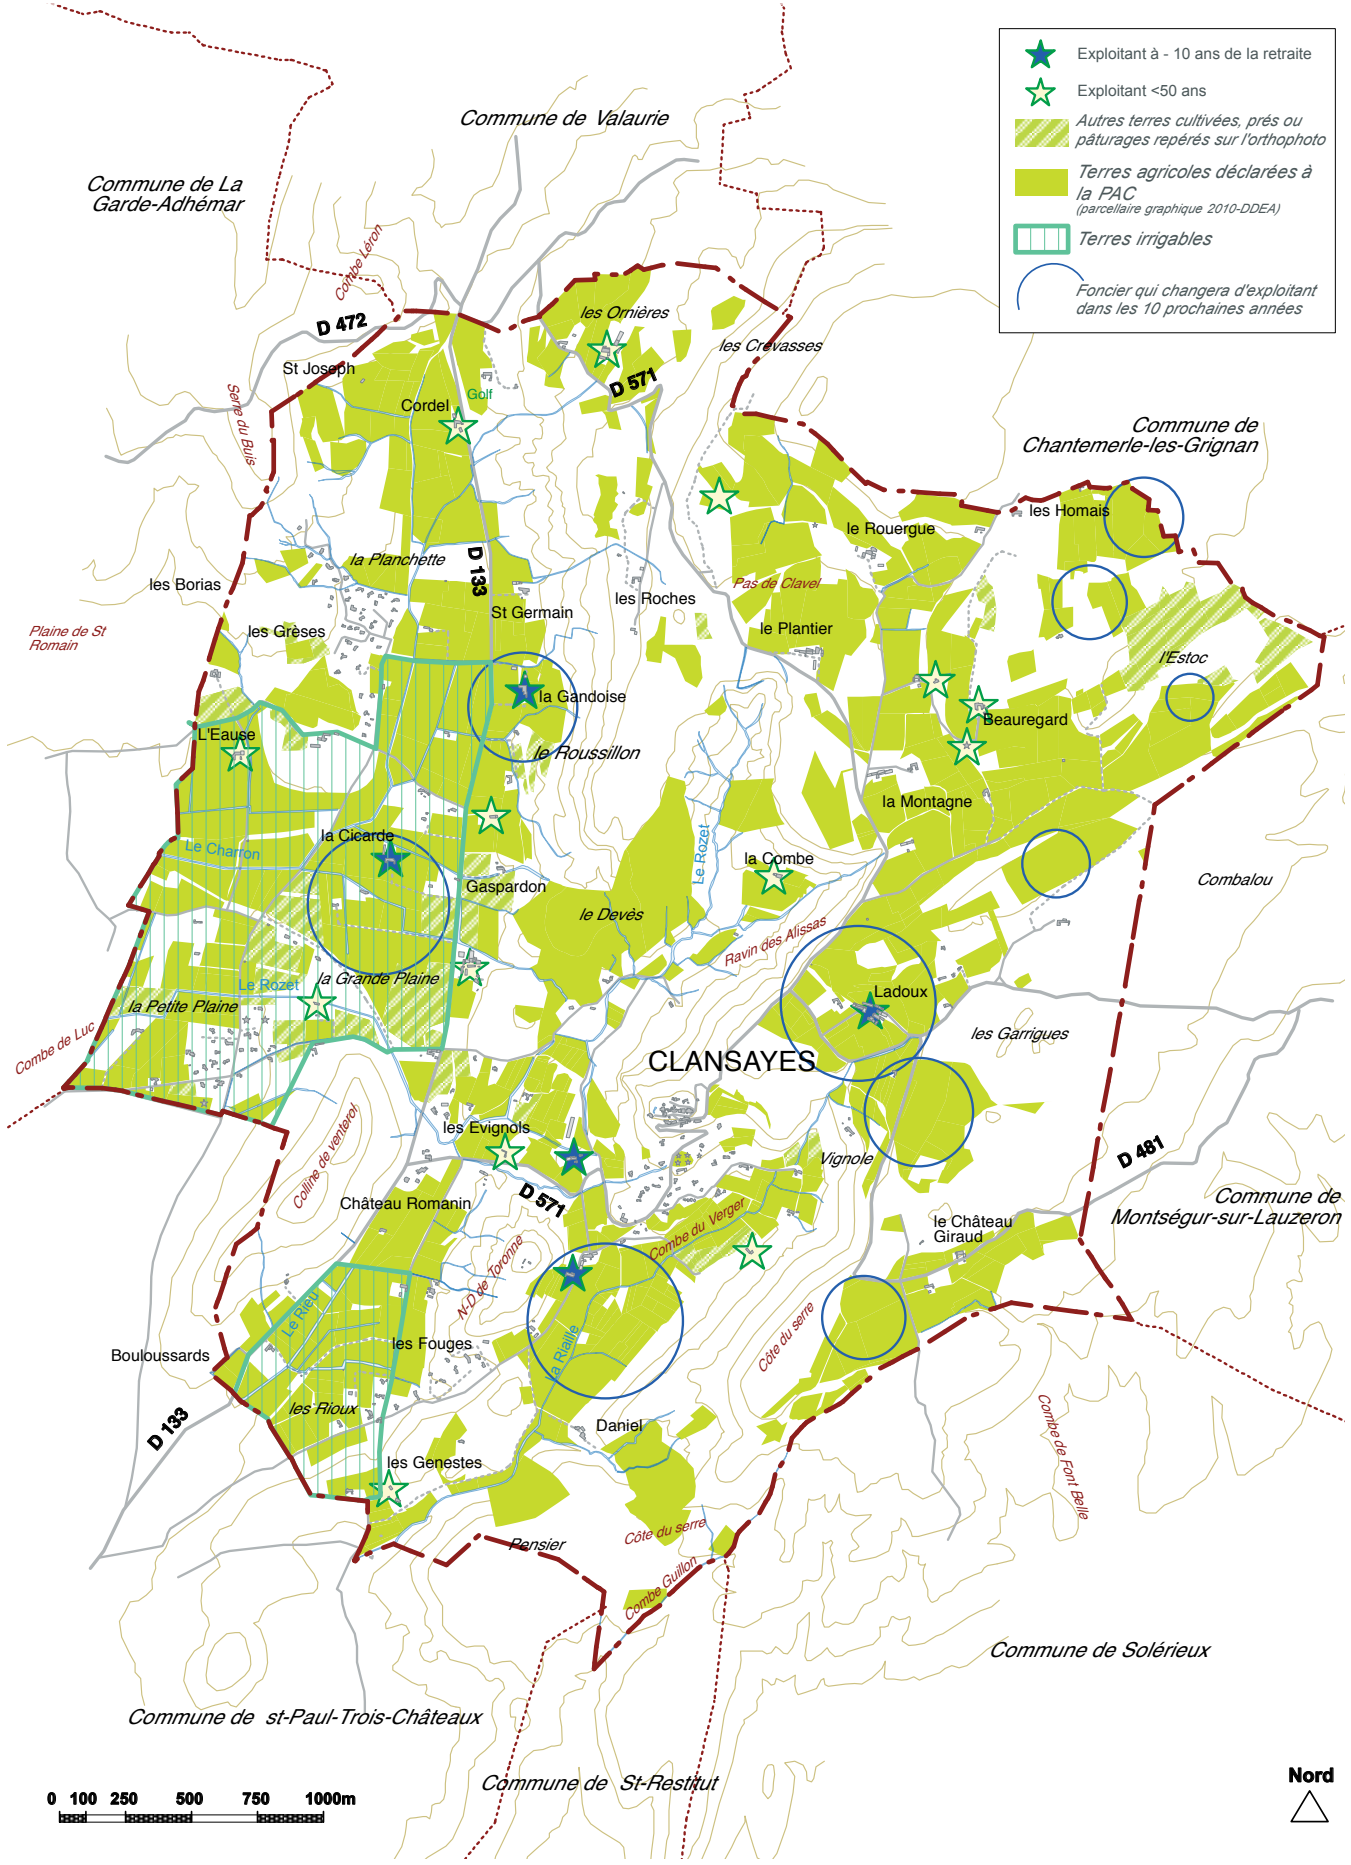 Exploitant à - 10 ans de la retraite
Exploitant <50 ans
Autres terres cultivées, prés ou
pâturages repérés sur l'orthophoto
Terres agricoles déclarées à
la PAC
(parcellaire graphique 2010-DDEA)
Terres irrigables
Foncier qui changera d'exploitant
dans les 10 prochaines années
Commune de Valaurie
Commune de La
Garde-Adhémar
Combe Léron
D 472
les Ornières
les Crévasses
St Joseph
D 571
Golf
Cordel
Serre du Buis
Commune de
Chantemerle-les-Grignan
les Homais
le Rouergue
la Planchette
D 133
les Borias
Pas de Clavel
St Germain
les Roches
Plaine de St
Romain
les Grèses
le Plantier
l'Estoc
la Gandoise
Beauregard
L'Eause
le Roussillon
la Montagne
la Cicarde
Le Charron
Le Rozet
la Combe
Gaspardon
Combalou
le Devès
Ravin des Alissas
la Grande Plaine
Le Rozet
la Petite Plaine
Ladoux
Combe de Luc
les Garrigues
CLANSAYES
les Evignols
Colline de venterol
Vignole
D 481
Château Romanin
D 571
Combe du Verger
le Château
Giraud
Commune de
Montségur-sur-Lauzeron
N-D de Toronne
Le Rieu
les Fouges
la Riaille
Côte du serre
Bouloussards
les Rioux
D 133
Daniel
Combe de Font Belle
les Genestes
Côte du serre
Pensier
Combe Guillon
Commune de Solérieux
Commune de st-Paul-Trois-Châteaux
Commune de St-Restitut
Nord
0 100 250 500 750 1000m